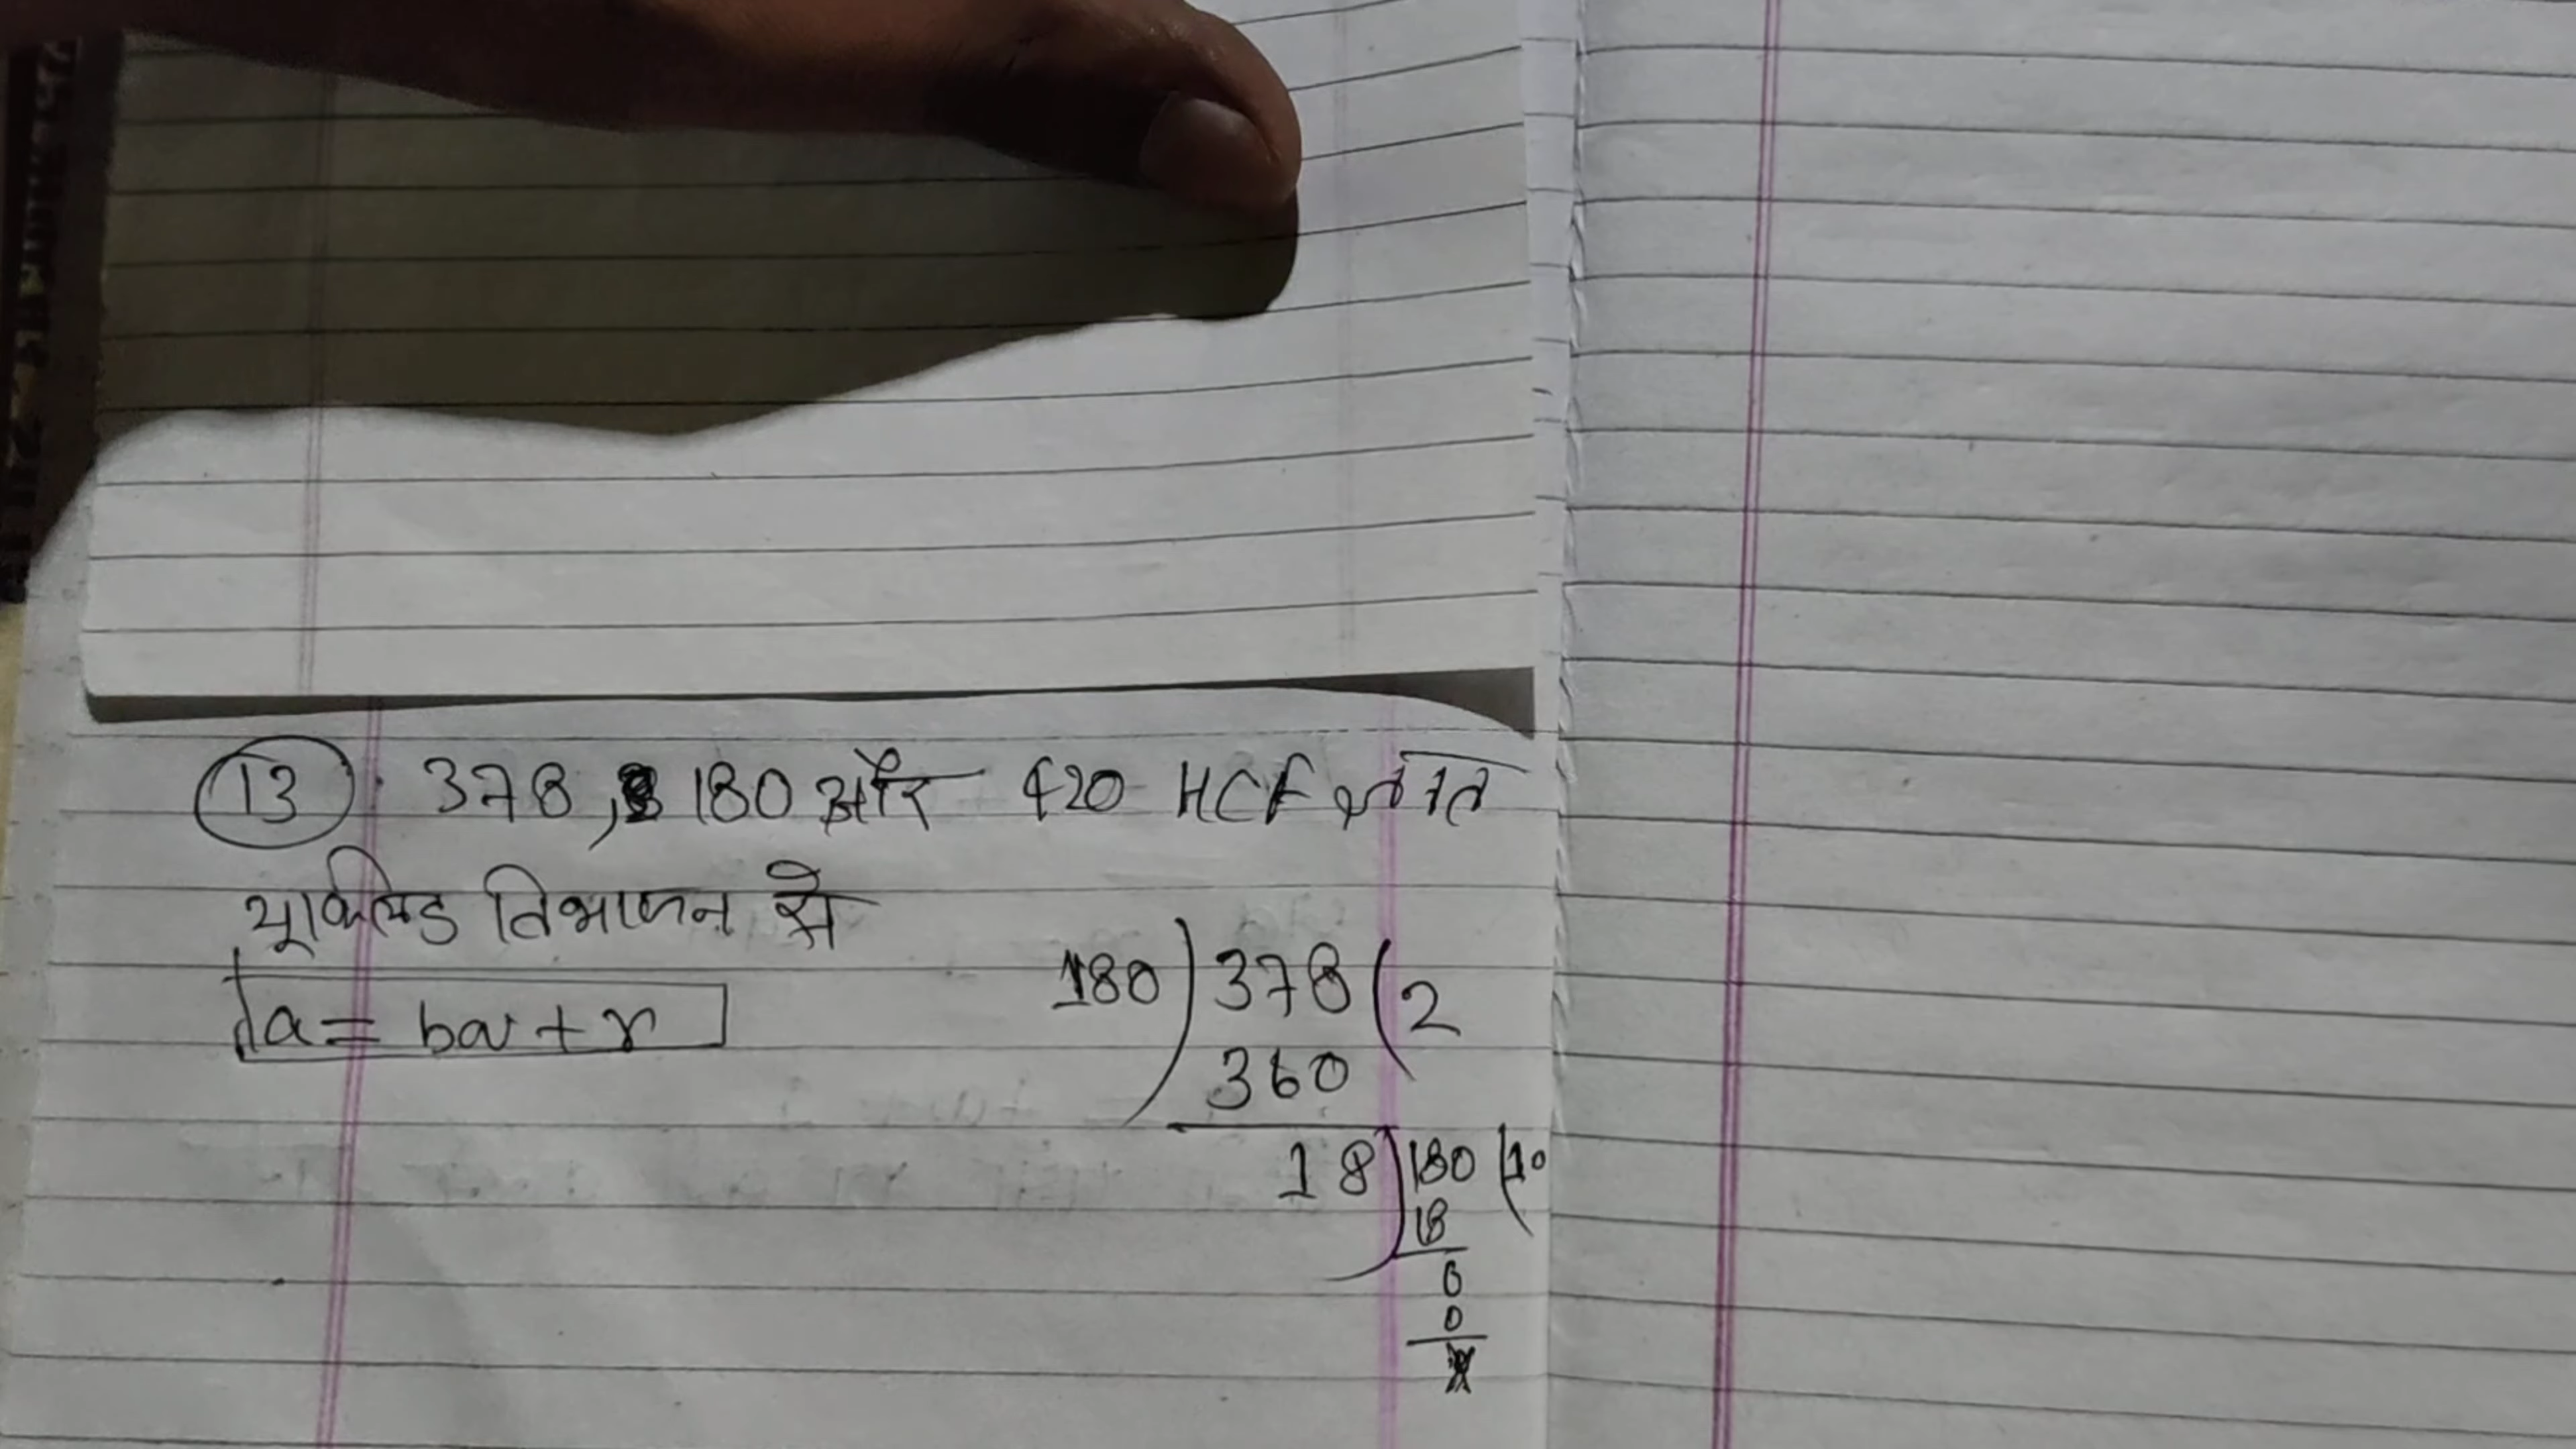 13 378, 180 और 420 HCF ज्ञात
यूक्लिड विभाजन से
a = bq + r
180 ) 378 ( 2
360
18 ) 180 ( 10
18
0
0